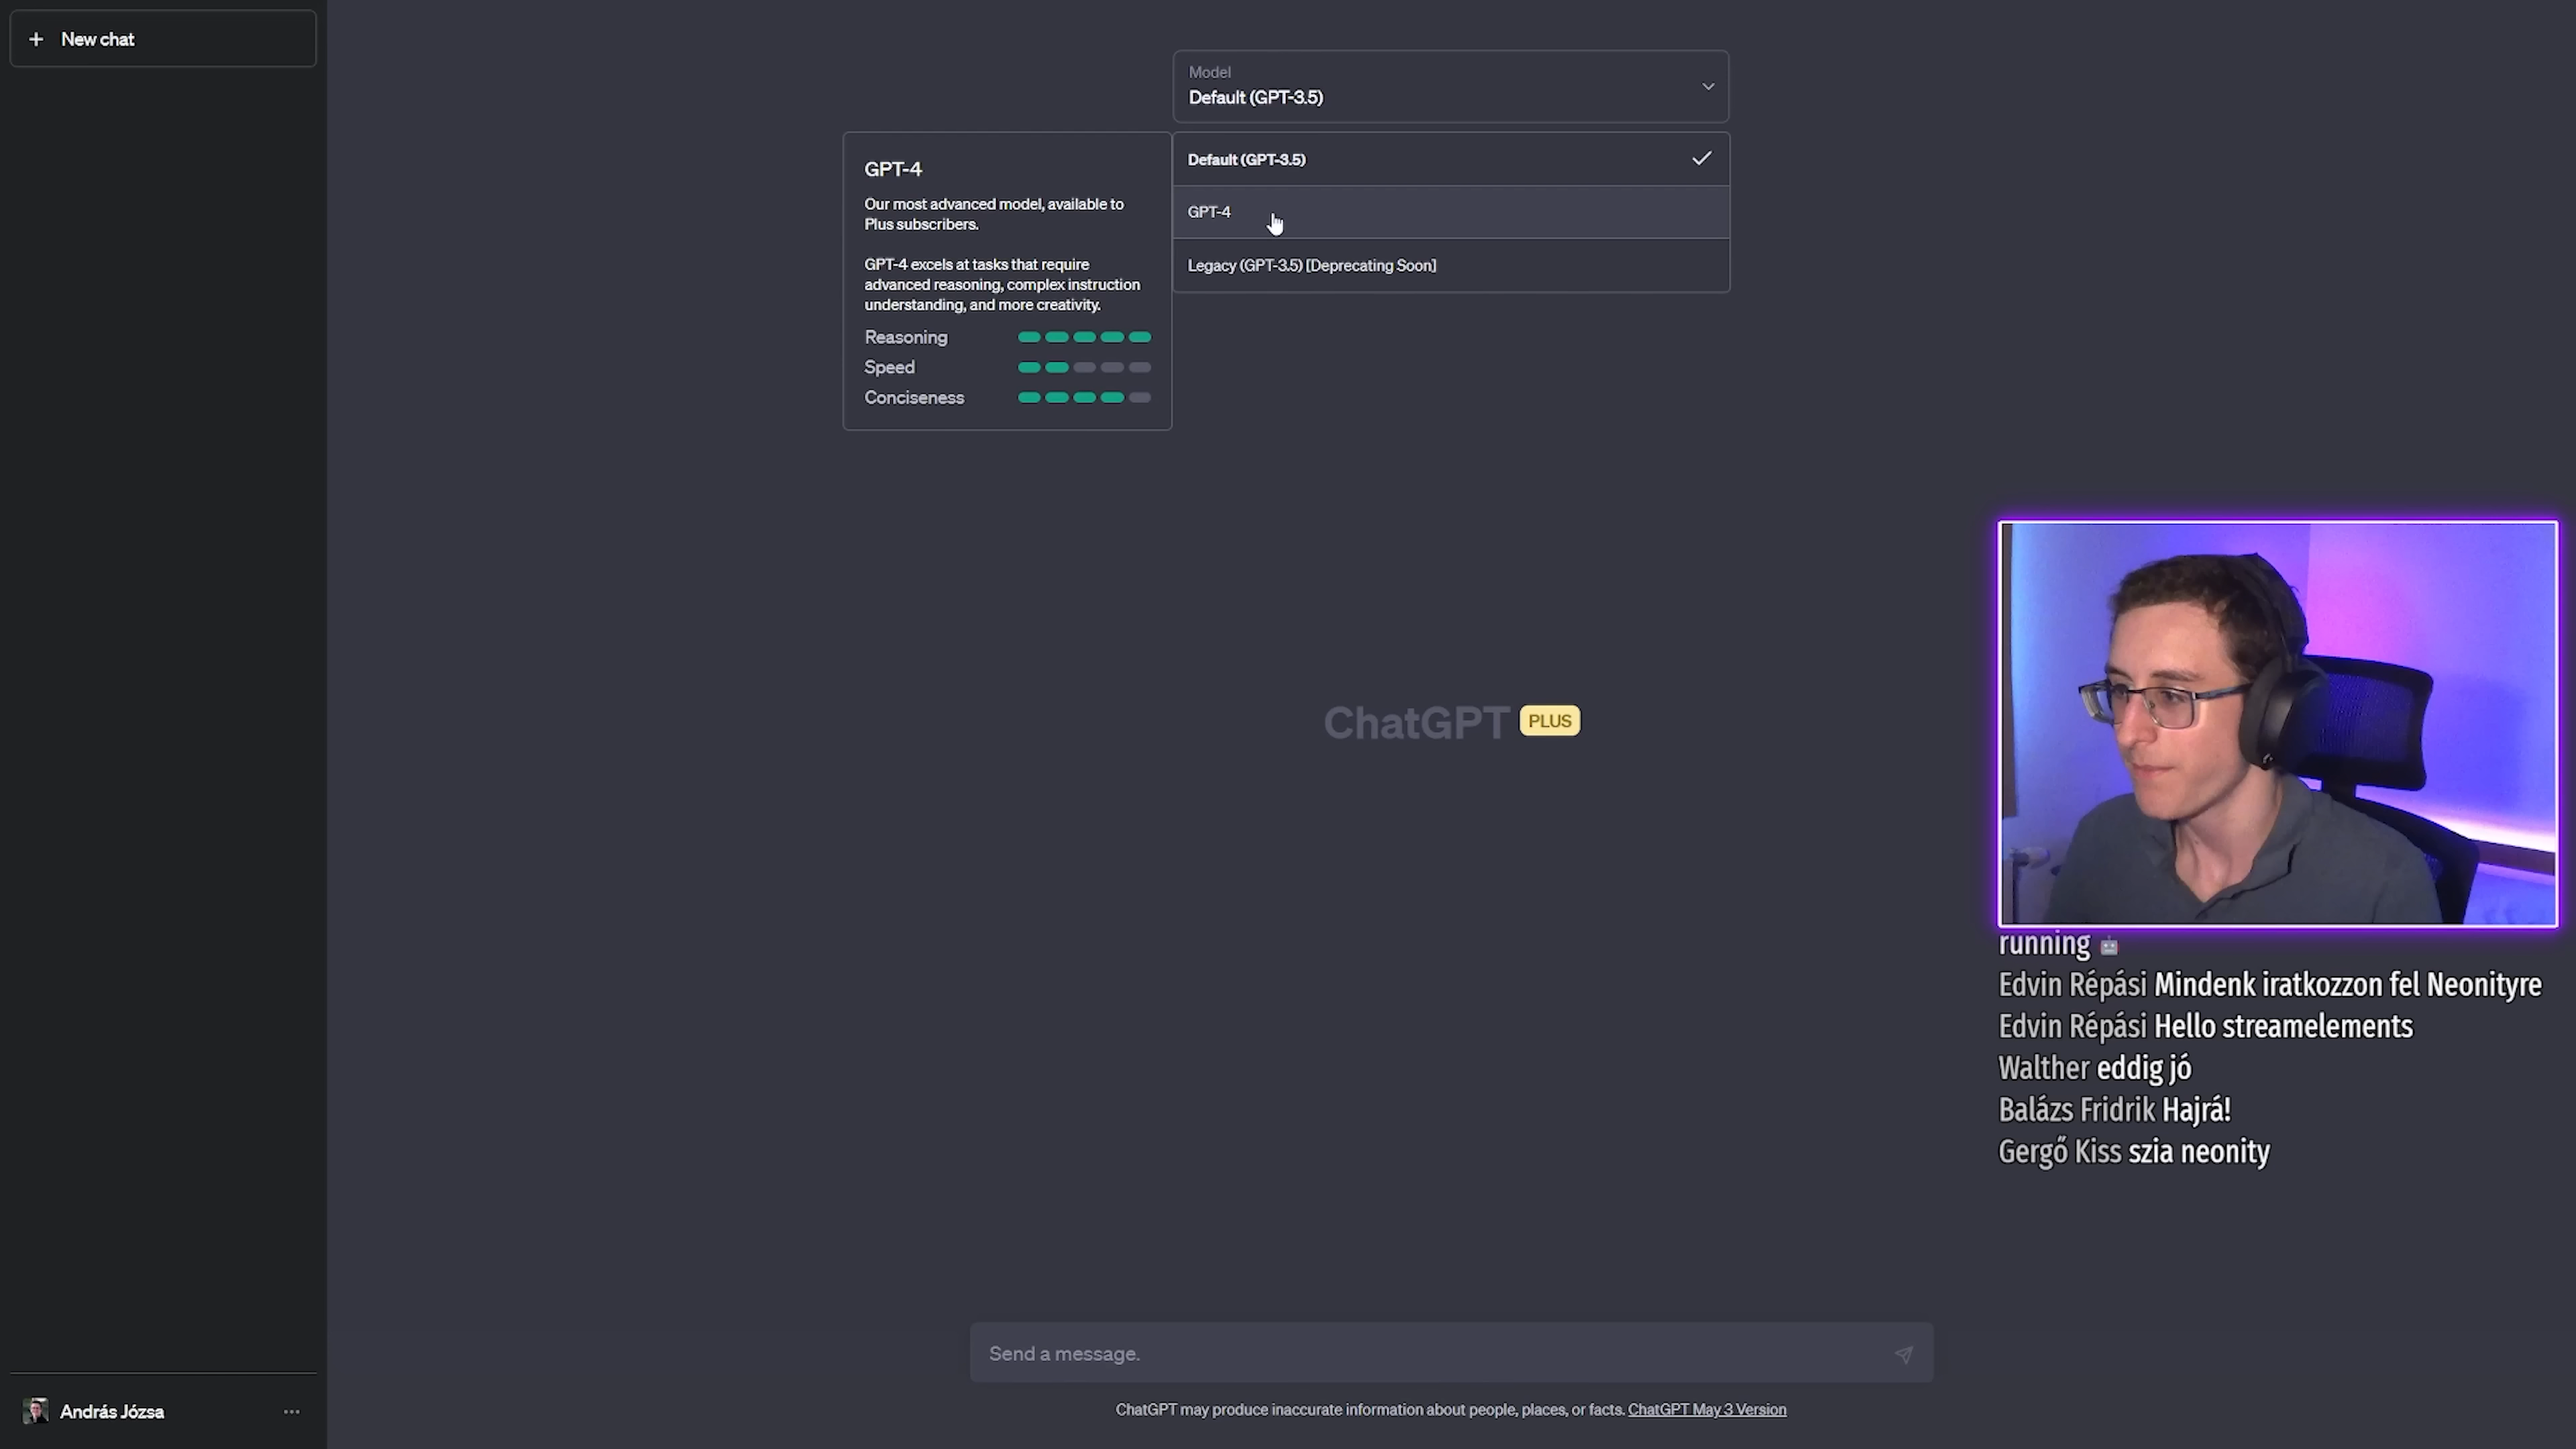 New chat
Model
Default (GPT-3.5)
GPT-4
Our most advanced model, available to
Plus subscribers.
GPT-4 excels at tasks that require
advanced reasoning, complex instruction
understanding, and more creativity.
Reasoning
Speed
Conciseness
Default (GPT-3.5)
GPT-4
Legacy (GPT-3.5) [Deprecating Soon]
ChatGPT PLUS
running
Edvin Répási Mindenk iratkozzon fel Neonityre
Edvin Répási Hello streamelements
Walther eddig jó
Balázs Fridrik Hajrá!
Gergő Kiss szia neonity
Send a message.
ChatGPT may produce inaccurate information about people, places, or facts. ChatGPT May 3 Version
András Józsa